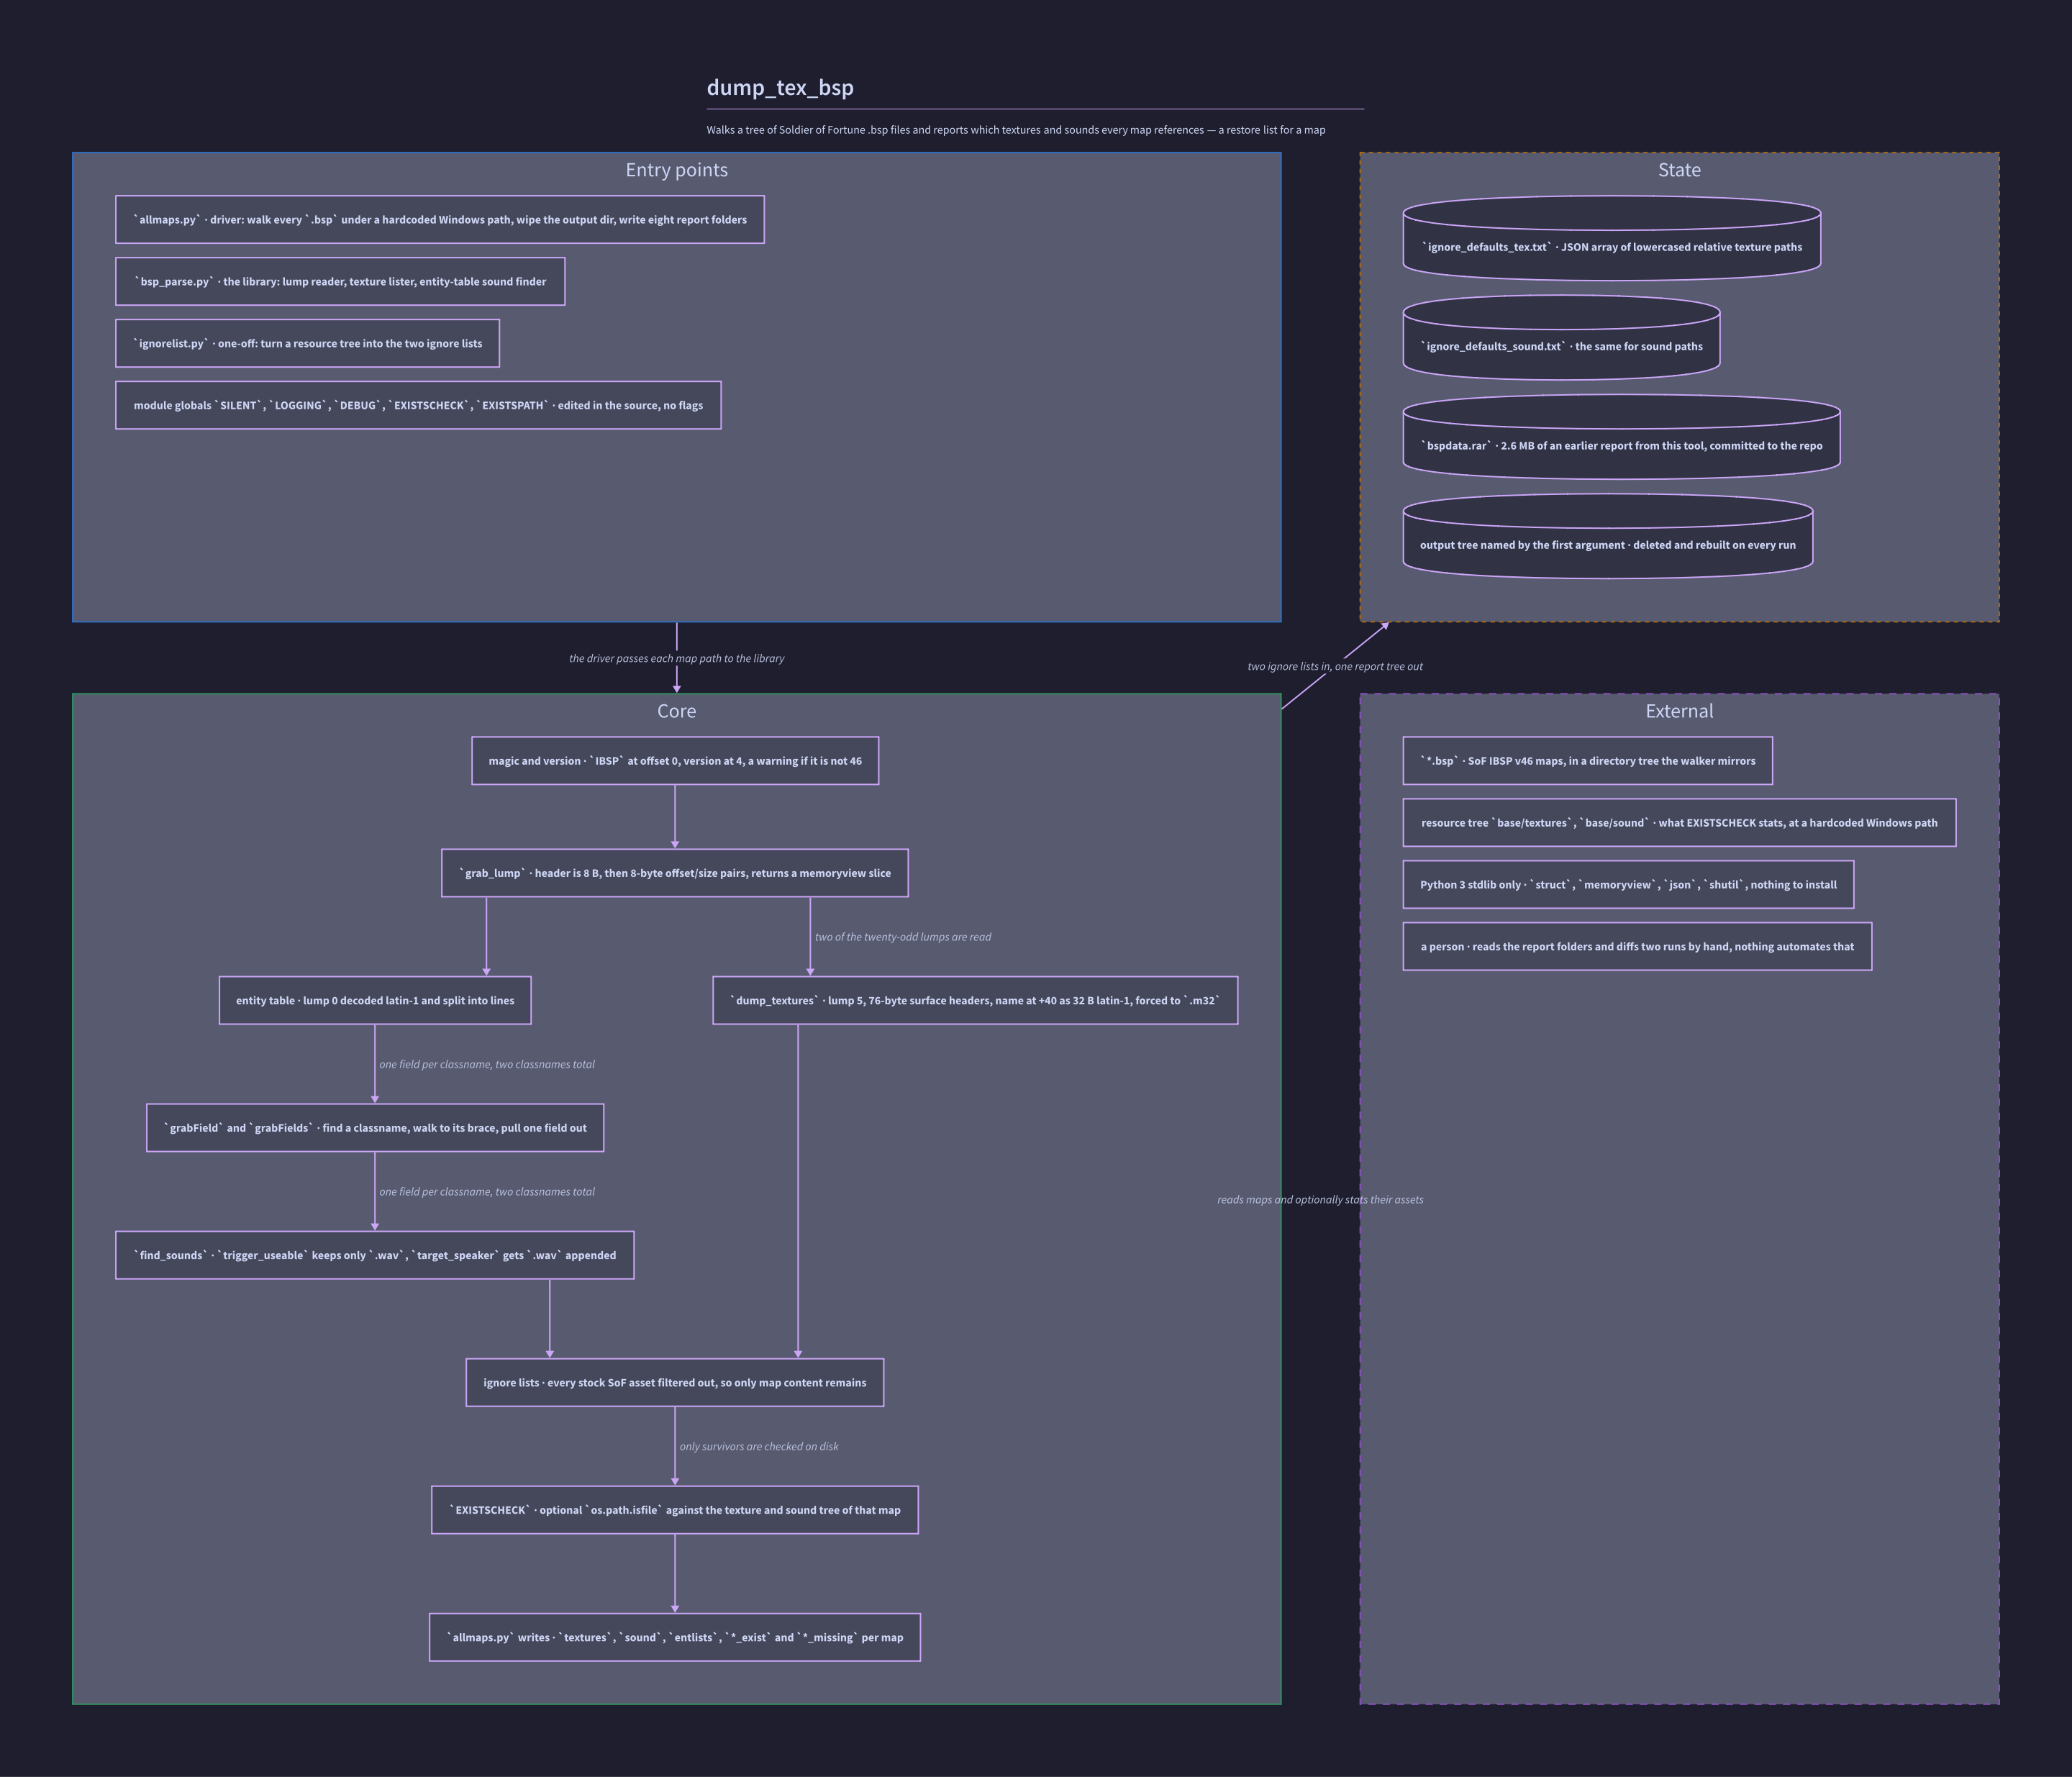 dump_tex_bsp
Walks a tree of Soldier of Fortune .bsp files and reports which textures and sounds every map references — a restore list for a map
Entry points
`allmaps.py` · driver: walk every `.bsp` under a hardcoded Windows path, wipe the output dir, write eight report folders
`bsp_parse.py` · the library: lump reader, texture lister, entity-table sound finder
`ignorelist.py` · one-off: turn a resource tree into the two ignore lists
module globals `SILENT`, `LOGGING`, `DEBUG`, `EXISTSCHECK`, `EXISTSPATH` · edited in the source, no flags
State
`ignore_defaults_tex.txt` · JSON array of lowercased relative texture paths
`ignore_defaults_sound.txt` · the same for sound paths
`bspdata.rar` · 2.6 MB of an earlier report from this tool, committed to the repo
output tree named by the first argument · deleted and rebuilt on every run
the driver passes each map path to the library
two ignore lists in, one report tree out
Core
magic and version · `IBSP` at offset 0, version at 4, a warning if it is not 46
`grab_lump` · header is 8 B, then 8-byte offset/size pairs, returns a memoryview slice
two of the twenty-odd lumps are read
entity table · lump 0 decoded latin-1 and split into lines
`dump_textures` · lump 5, 76-byte surface headers, name at +40 as 32 B latin-1, forced to `.m32`
one field per classname, two classnames total
`grabField` and `grabFields` · find a classname, walk to its brace, pull one field out
one field per classname, two classnames total
`find_sounds` · `trigger_useable` keeps only `.wav`, `target_speaker` gets `.wav` appended
ignore lists · every stock SoF asset filtered out, so only map content remains
only survivors are checked on disk
`EXISTSCHECK` · optional `os.path.isfile` against the texture and sound tree of that map
`allmaps.py` writes · `textures`, `sound`, `entlists`, `*_exist` and `*_missing` per map
reads maps and optionally stats their assets
External
`*.bsp` · SoF IBSP v46 maps, in a directory tree the walker mirrors
resource tree `base/textures`, `base/sound` · what EXISTSCHECK stats, at a hardcoded Windows path
Python 3 stdlib only · `struct`, `memoryview`, `json`, `shutil`, nothing to install
a person · reads the report folders and diffs two runs by hand, nothing automates that